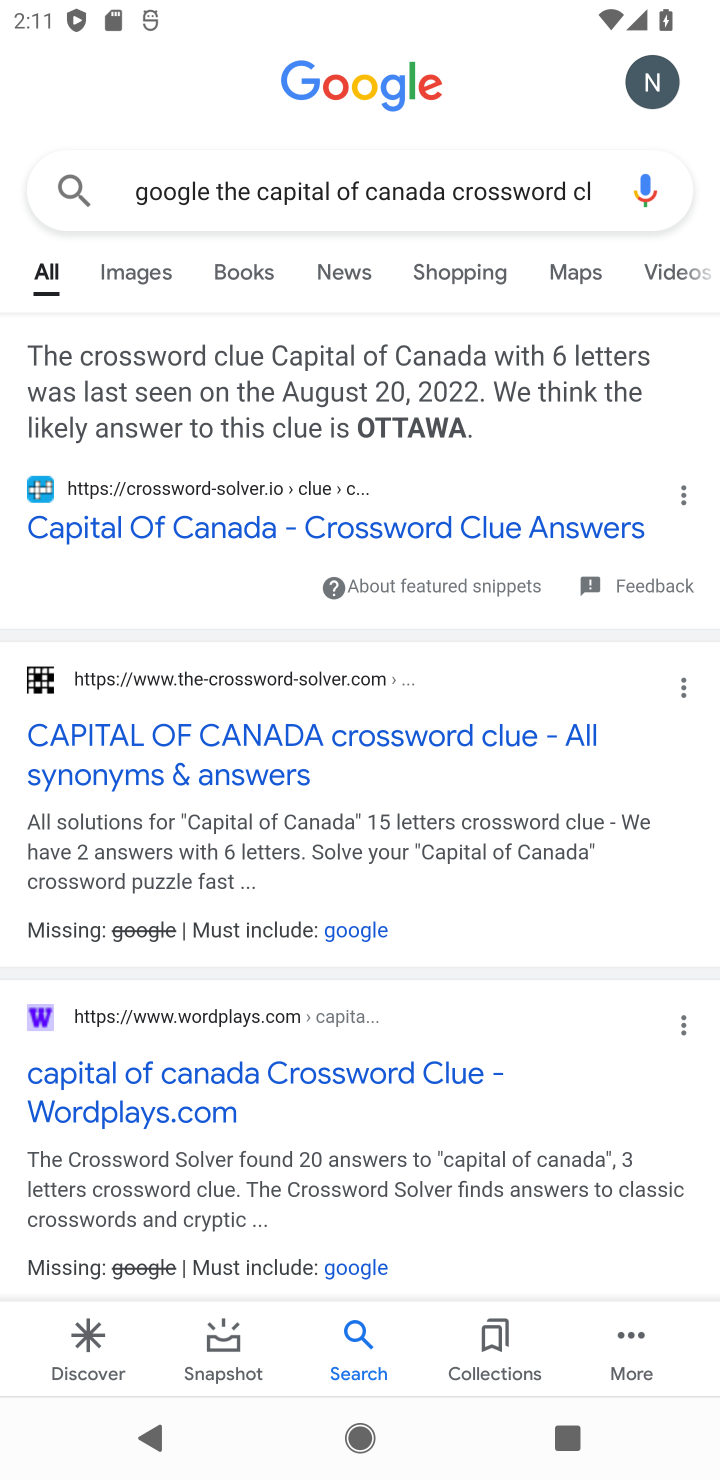 2:11
Google
N
google the capital of canada crossword cl
All Images Books News Shopping Maps Videos
The crossword clue Capital of Canada with 6 letters
was last seen on the August 20, 2022. We think the
likely answer to this clue is OTTAWA.
https://crossword-solver.io › clue › c...
Capital Of Canada - Crossword Clue Answers
About featured snippets Feedback
https://www.the-crossword-solver.com › ...
CAPITAL OF CANADA crossword clue - All
synonyms & answers
All solutions for "Capital of Canada" 15 letters crossword clue - We
have 2 answers with 6 letters. Solve your "Capital of Canada"
crossword puzzle fast ...
Missing: google | Must include: google
W https://www.wordplays.com › capita...
capital of canada Crossword Clue -
Wordplays.com
The Crossword Solver found 20 answers to "capital of canada", 3
letters crossword clue. The Crossword Solver finds answers to classic
crosswords and cryptic ...
Missing: google | Must include: google
Discover Snapshot Search Collections More